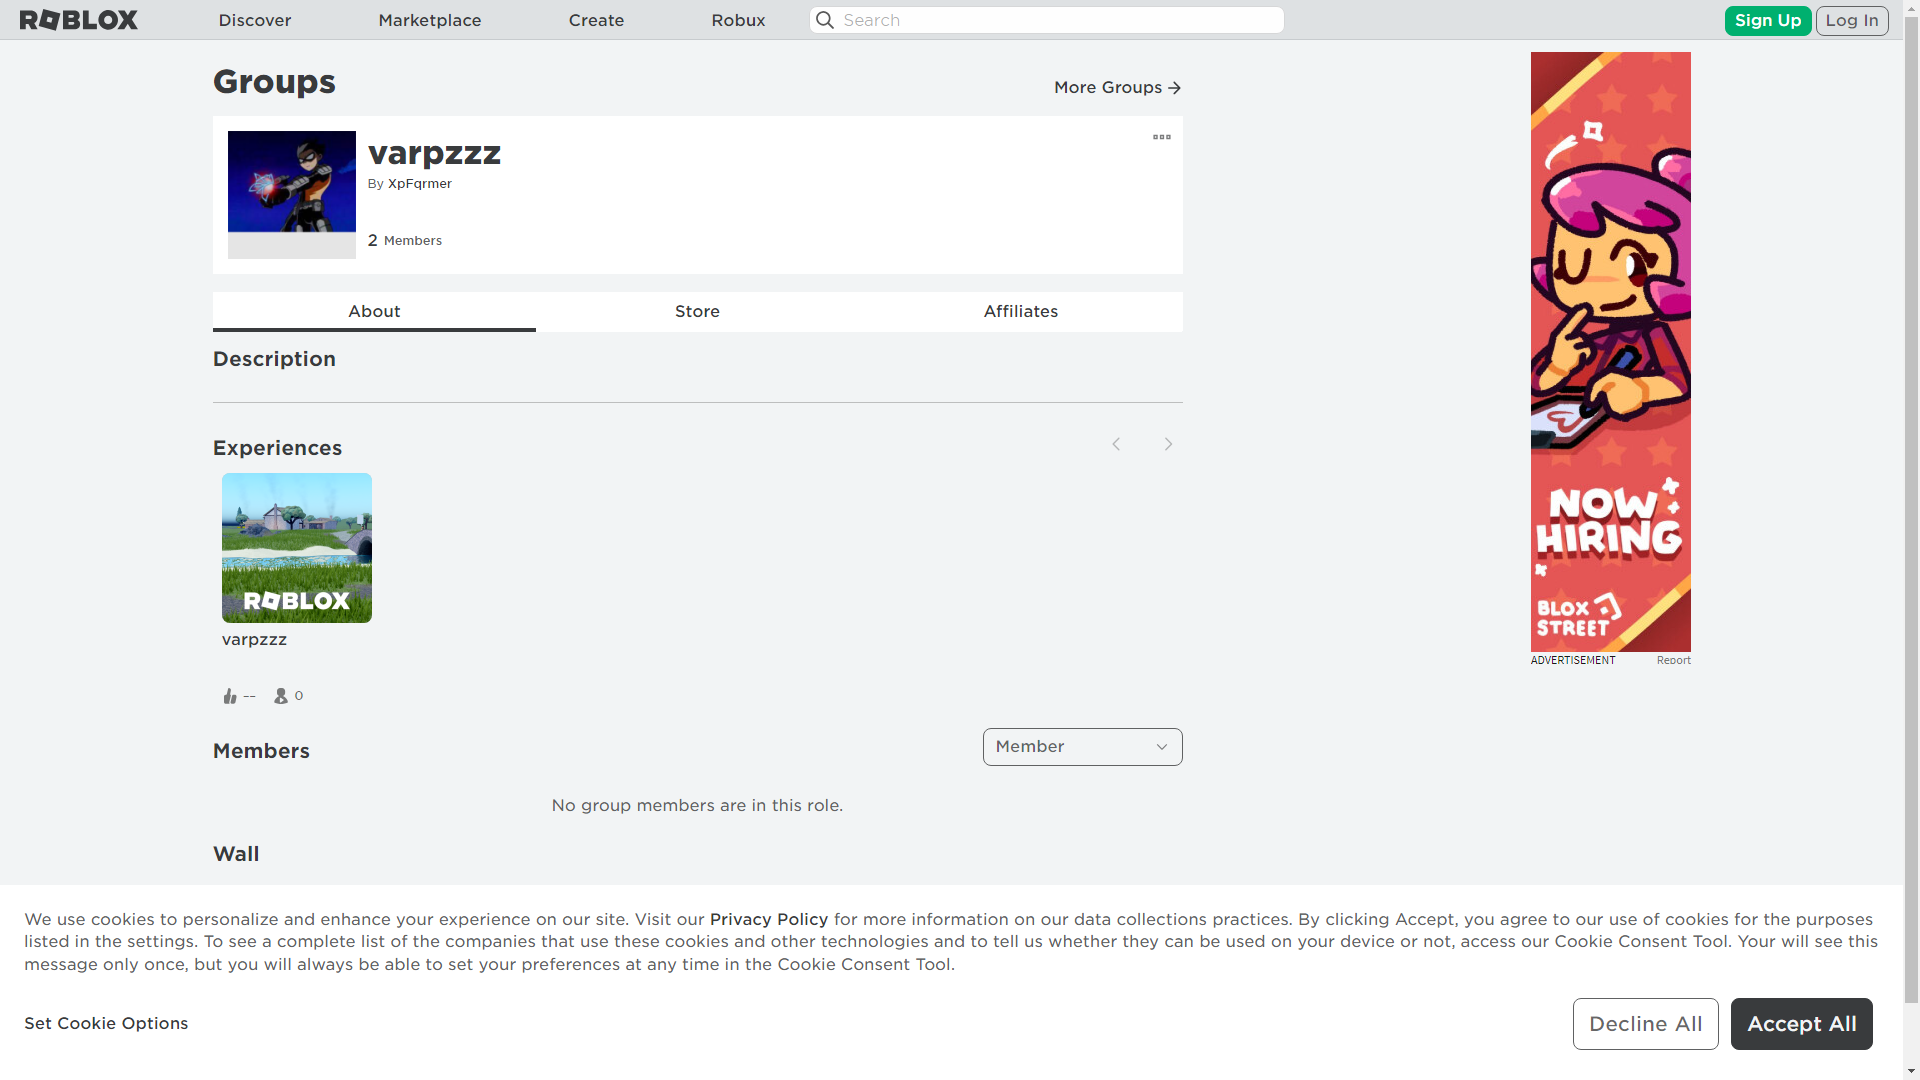 ROBLOX
Discover
Marketplace
Create
Robux
Search
Sign Up
Log In
Groups
More Groups
varpzzz
By XpFqrmer
2 Members
About
Store
Affiliates
Description
Experiences
ROBLOX
varpzzz
--
0
Members
Member
No group members are in this role.
Wall
NOW
HIRING
BLOX
STREET
ADVERTISEMENT
Report
We use cookies to personalize and enhance your experience on our site. Visit our Privacy Policy for more information on our data collections practices. By clicking Accept, you agree to our use of cookies for the purposes
listed in the settings. To see a complete list of the companies that use these cookies and other technologies and to tell us whether they can be used on your device or not, access our Cookie Consent Tool. Your will see this
message only once, but you will always be able to set your preferences at any time in the Cookie Consent Tool.
Set Cookie Options
Decline All
Accept All